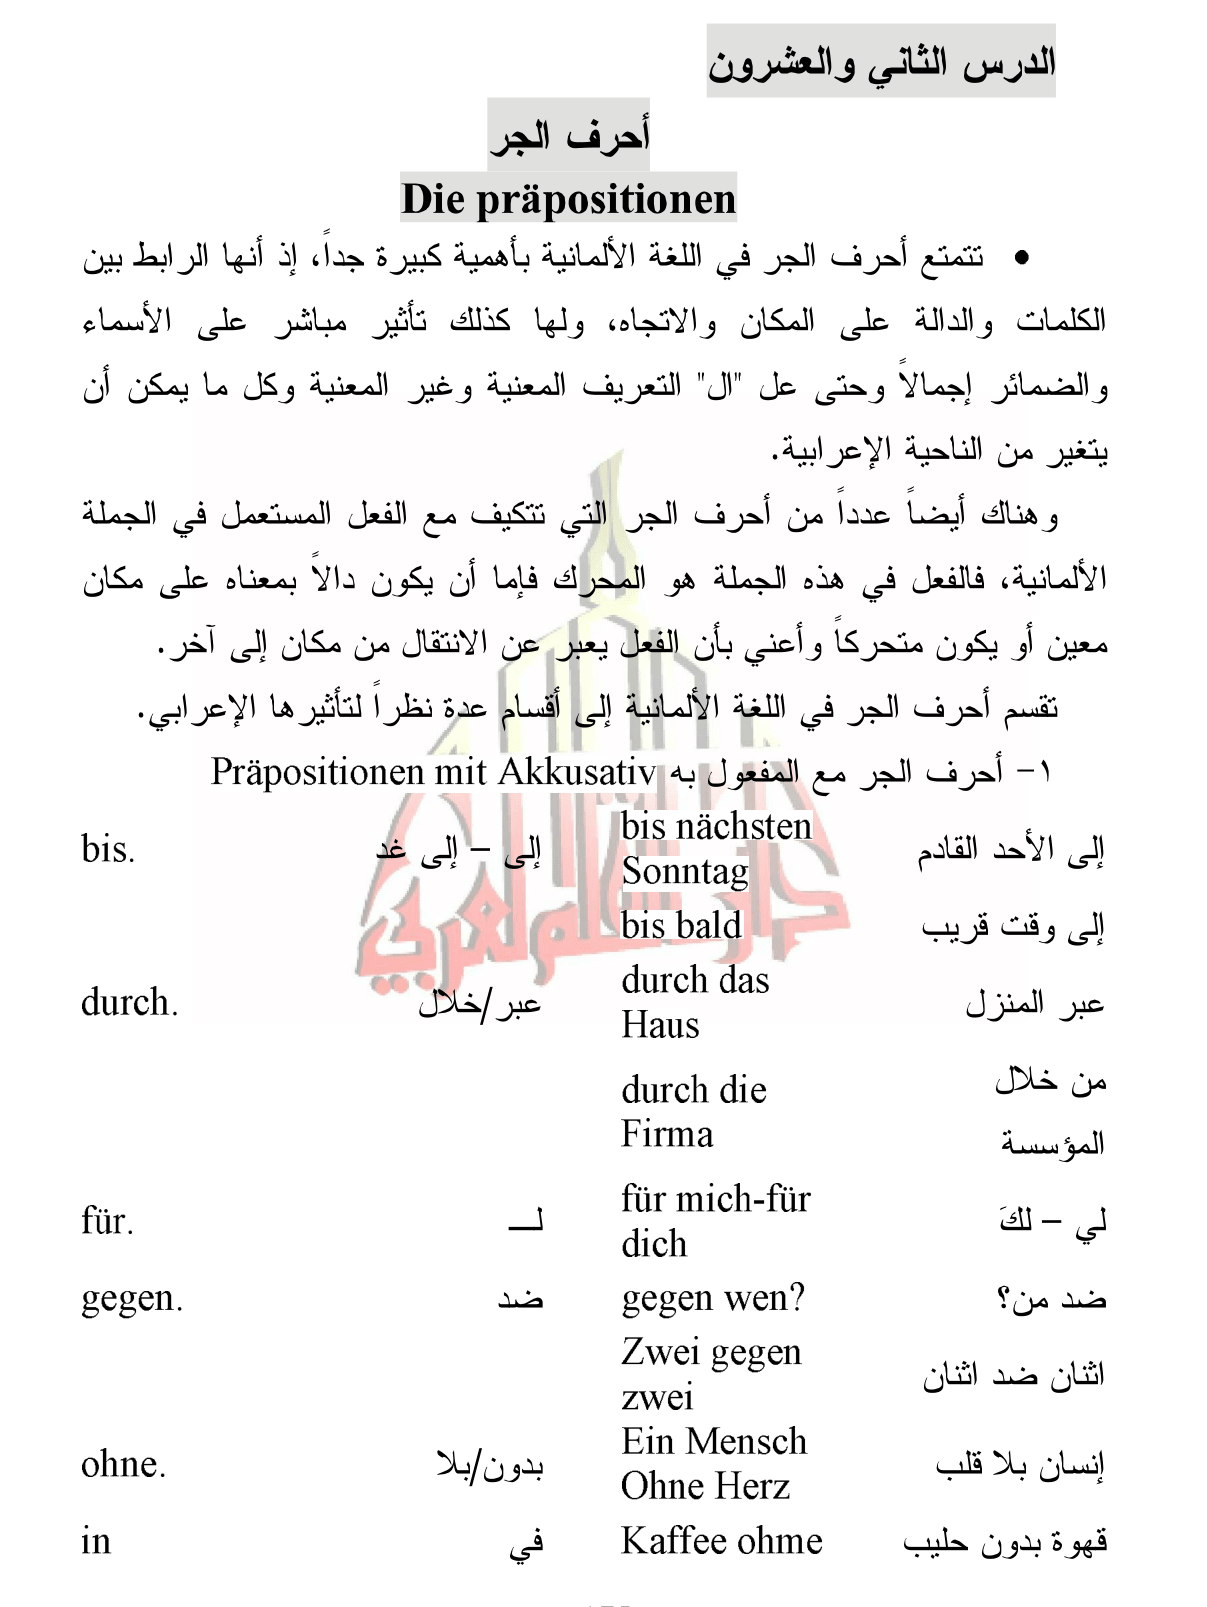 الدرس الثاني والعشرون
أحرف الجر
Die präpositionen
• تتمتع أحرف الجر في اللغة الألمانية بأهمية كبيرة جداً، إذ أنها الرابط بين
الكلمات والدالة على المكان والاتجاه، ولها كذلك تأثير مباشر على الأسماء
والضمائر إجمالاً وحتى عل "ال" التعريف المعنية وغير المعنية وكل ما يمكن أن
يتغير من الناحية الإعرابية.
وهناك أيضاً عدداً من أحرف الجر التي تتكيف مع الفعل المستعمل في الجملة
الألمانية، فالفعل في هذه الجملة هو المحرك فإما أن يكون دالاً بمعناه على مكان
معين أو يكون متحركاً وأعني بأن الفعل يعبر عن الانتقال من مكان إلى آخر.
تقسم أحرف الجر في اللغة الألمانية إلى أقسام عدة نظراً لتأثيرها الإعرابي.
١- أحرف الجر مع المفعول به Präpositionen mit Akkusativ
bis. إلى – إلى غد bis nächsten
Sonntag إلى الأحد القادم
bis bald إلى وقت قريب
durch. عبر/خلال durch das
Haus عبر المنزل
durch die
Firma من خلال
المؤسسة
für. لــ für mich-für
dich لي – لكَ
gegen. ضد gegen wen? ضد من؟
Zwei gegen
zwei اثنان ضد اثنان
ohne. بدون/بلا Ein Mensch
Ohne Herz إنسان بلا قلب
in في Kaffee ohme قهوة بدون حليب
دار علوم العربي